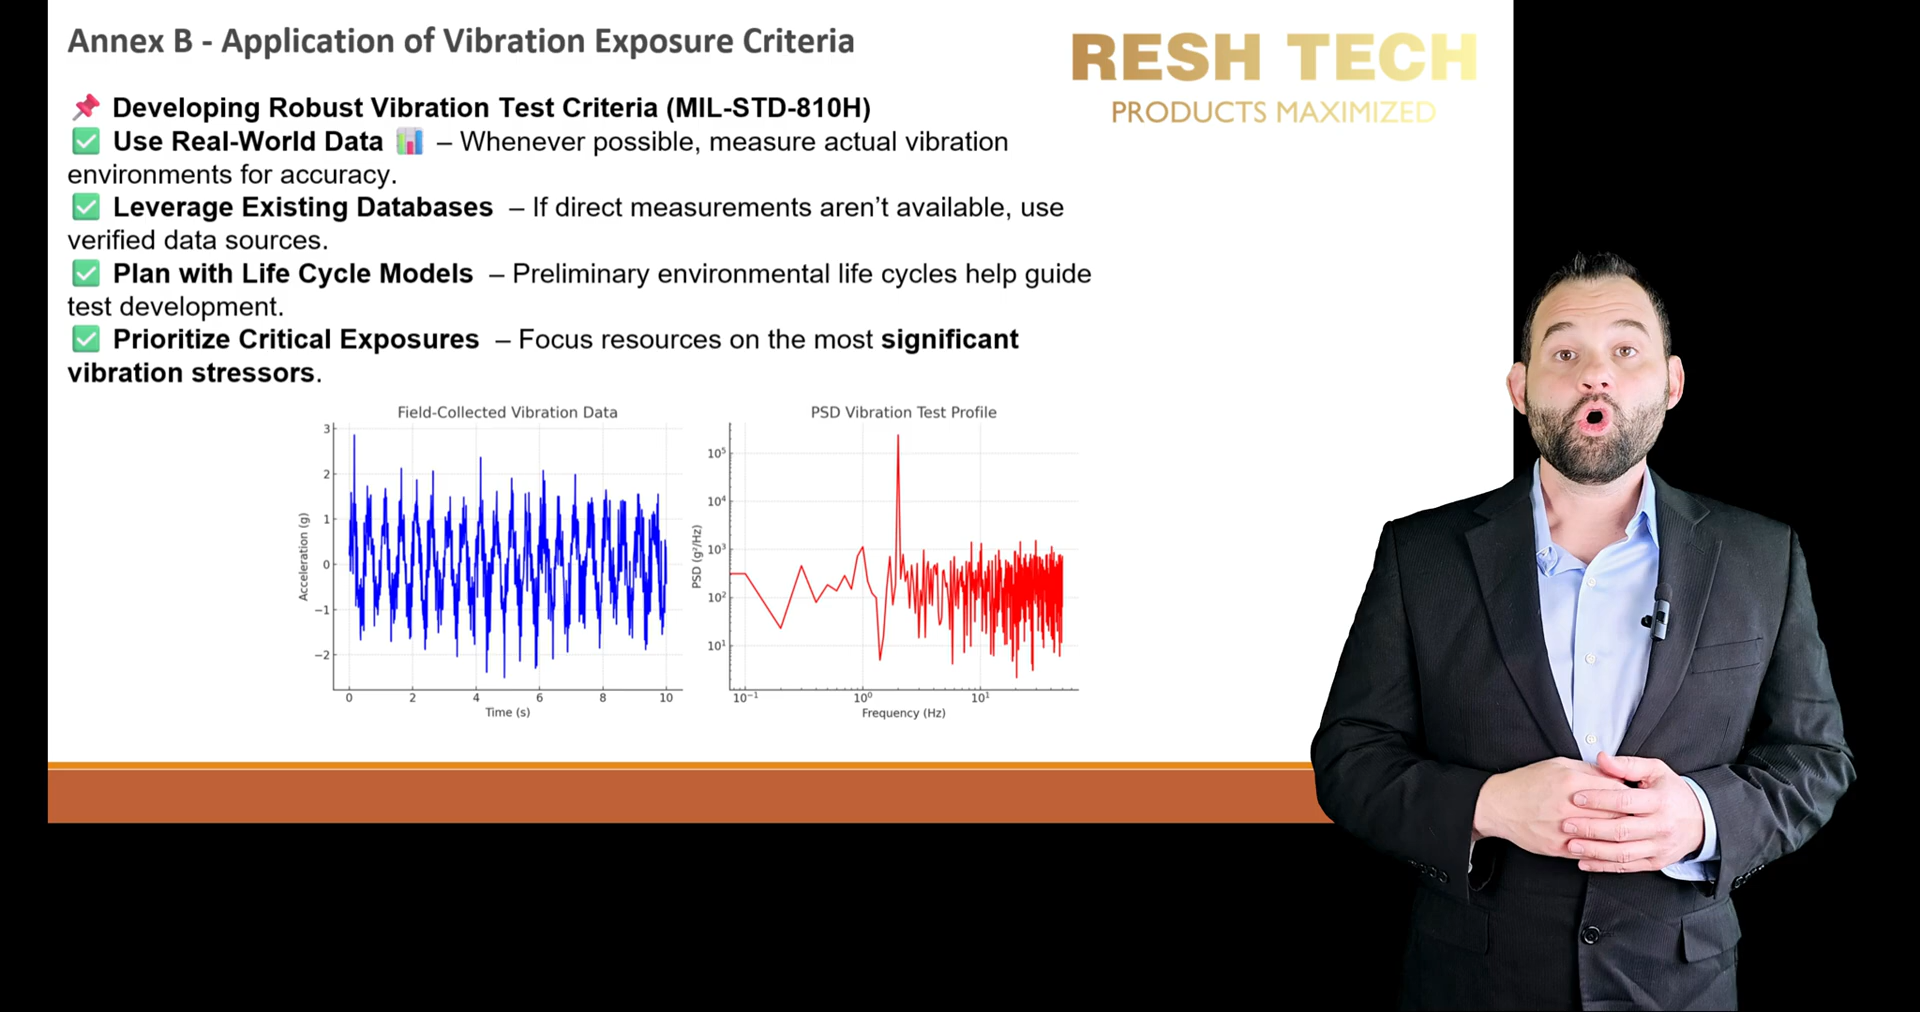 Annex B - Application of Vibration Exposure Criteria
RESH TECH
PRODUCTS MAXIMIZED
📌 Developing Robust Vibration Test Criteria (MIL-STD-810H)
✅ Use Real-World Data 📊 – Whenever possible, measure actual vibration
environments for accuracy.
✅ Leverage Existing Databases – If direct measurements aren’t available, use
verified data sources.
✅ Plan with Life Cycle Models – Preliminary environmental life cycles help guide
test development.
✅ Prioritize Critical Exposures – Focus resources on the most significant
vibration stressors.
Field-Collected Vibration Data
Acceleration (g)
3
2
1
0
−1
−2
0 2 4 6 8 10
Time (s)
PSD Vibration Test Profile
PSD (g²/Hz)
10⁵
10⁴
10³
10²
10¹
10⁻¹ 10⁰ 10¹
Frequency (Hz)